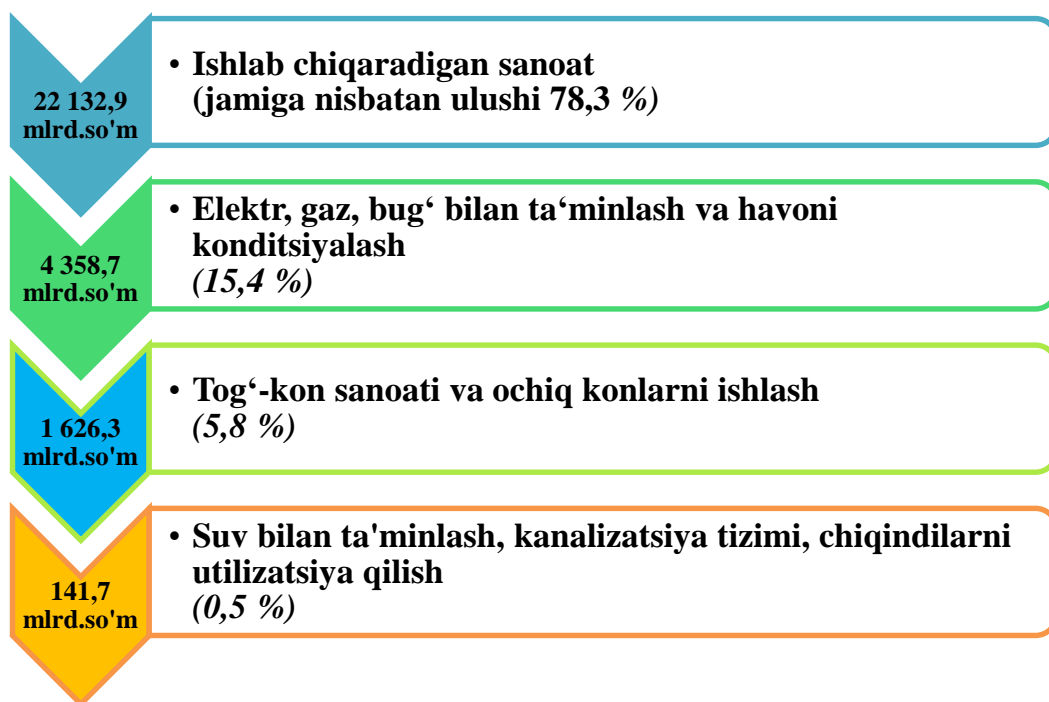 22 132,9
mlrd.so'm
• Ishlab chiqaradigan sanoat
(jamiga nisbatan ulushi 78,3 %)
4 358,7
mlrd.so'm
• Elektr, gaz, bug‘ bilan ta‘minlash va havoni
konditsiyalash
(15,4 %)
1 626,3
mlrd.so'm
• Tog‘-kon sanoati va ochiq konlarni ishlash
(5,8 %)
141,7
mlrd.so'm
• Suv bilan ta'minlash, kanalizatsiya tizimi, chiqindilarni
utilizatsiya qilish
(0,5 %)